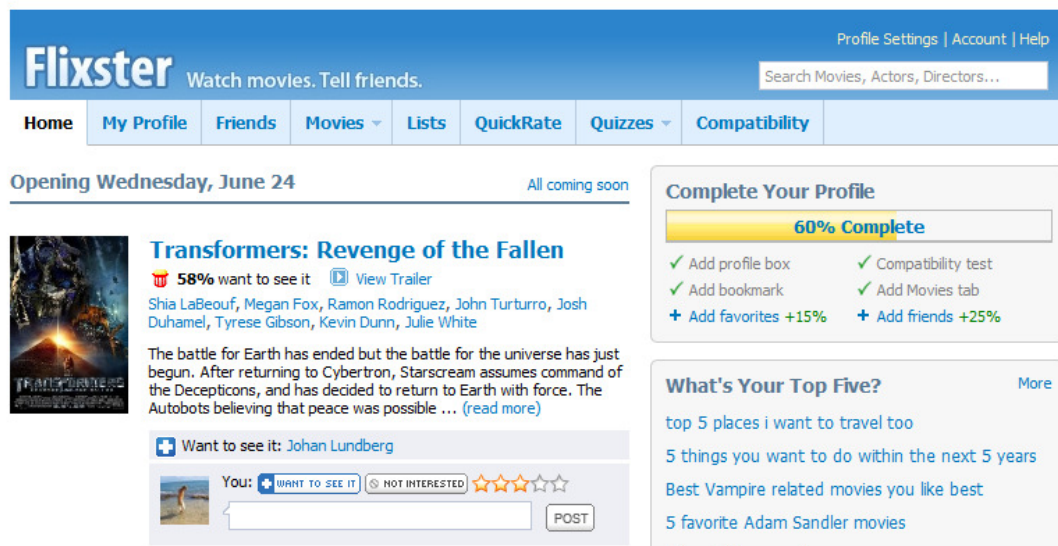 Profile Settings | Account | Help
Flixster Watch movies. Tell friends.
Search Movies, Actors, Directors...
Home My Profile Friends Movies Lists QuickRate Quizzes Compatibility
Opening Wednesday, June 24 All coming soon
Transformers: Revenge of the Fallen
58% want to see it View Trailer
Shia LaBeouf, Megan Fox, Ramon Rodriguez, John Turturro, Josh
Duhamel, Tyrese Gibson, Kevin Dunn, Julie White
The battle for Earth has ended but the battle for the universe has just
begun. After returning to Cybertron, Starscream assumes command of
the Decepticons, and has decided to return to Earth with force. The
Autobots believing that peace was possible ... (read more)
TRANSFORMERS
Want to see it: Johan Lundberg
You: WANT TO SEE IT NOT INTERESTED
POST
Complete Your Profile
60% Complete
Add profile box Compatibility test
Add bookmark Add Movies tab
+ Add favorites +15% + Add friends +25%
What's Your Top Five? More
top 5 places i want to travel too
5 things you want to do within the next 5 years
Best Vampire related movies you like best
5 favorite Adam Sandler movies